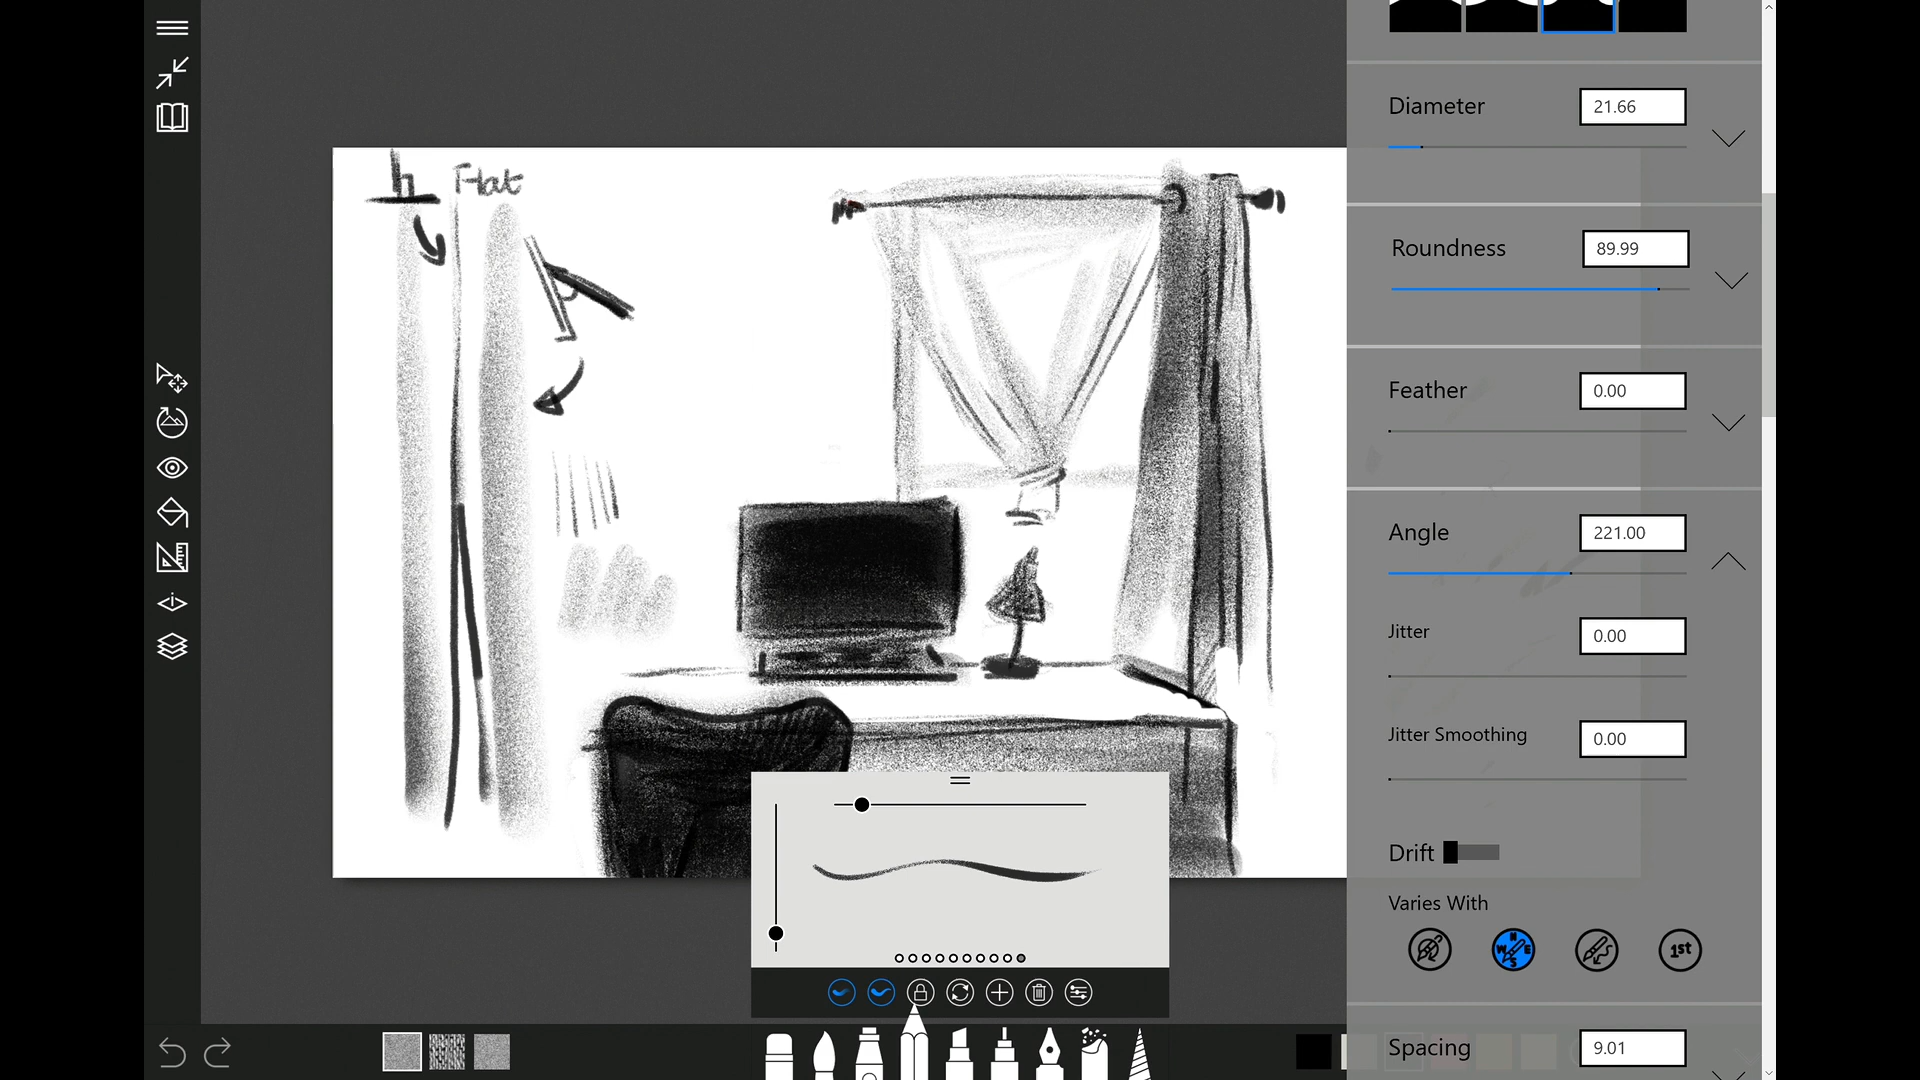 Flat
Diameter 21.66
Roundness 89.99
Feather 0.00
Angle 221.00
Jitter 0.00
Jitter Smoothing 0.00
Drift
Varies With
N
W E
S
1st
Spacing 9.01